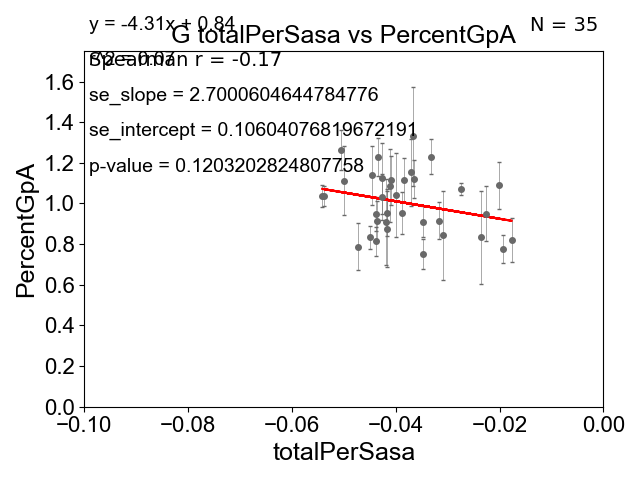 y = -4.31x + 0.84
N = 35
G totalPerSasa vs PercentGpA
Spearman r = -0.17
se_slope = 2.7000604644784776
se_intercept = 0.10604076819672191
p-value = 0.1203202824807758
PercentGpA
1.6
1.4
1.2
1.0
0.8
0.6
0.4
0.2
0.0
−0.10 −0.08 −0.06 −0.04 −0.02 0.00
totalPerSasa